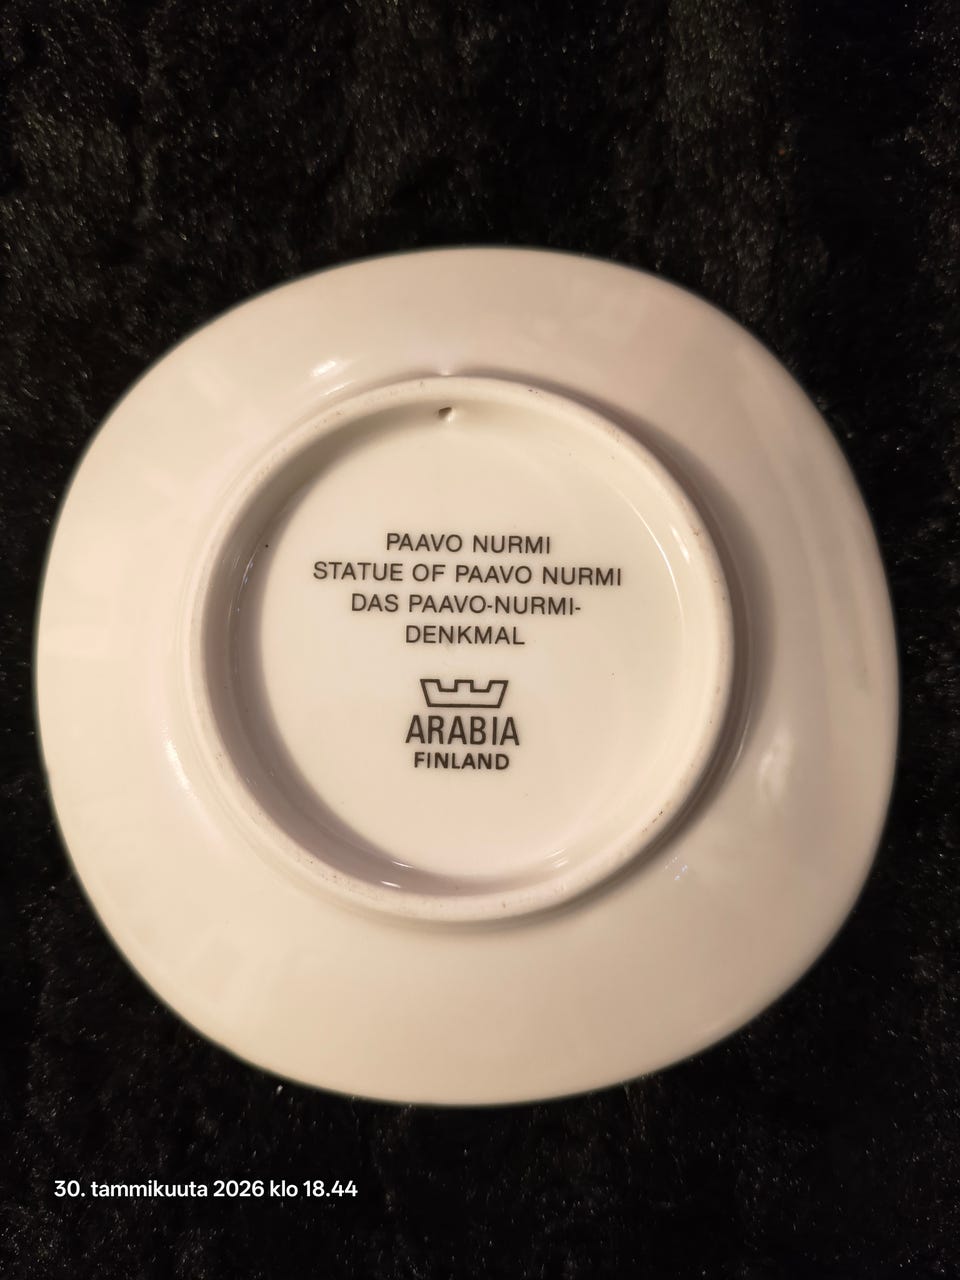 PAAVO NURMI
STATUE OF PAAVO NURMI
DAS PAAVO-NURMI-
DENKMAL
ARABIA
FINLAND
30. tammikuuta 2026 klo 18.44